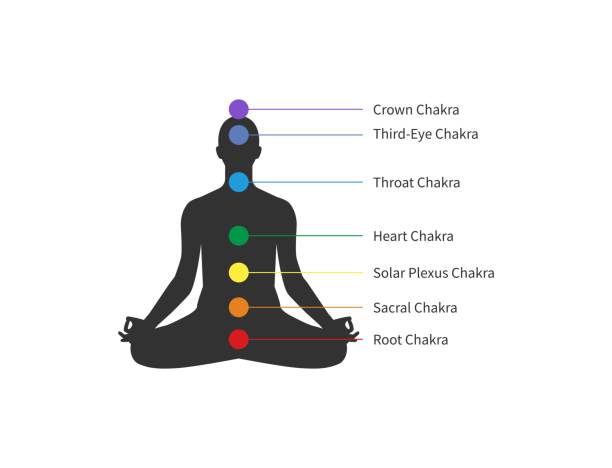 Crown Chakra
Third-Eye Chakra
Throat Chakra
Heart Chakra
Solar Plexus Chakra
Sacral Chakra
Root Chakra